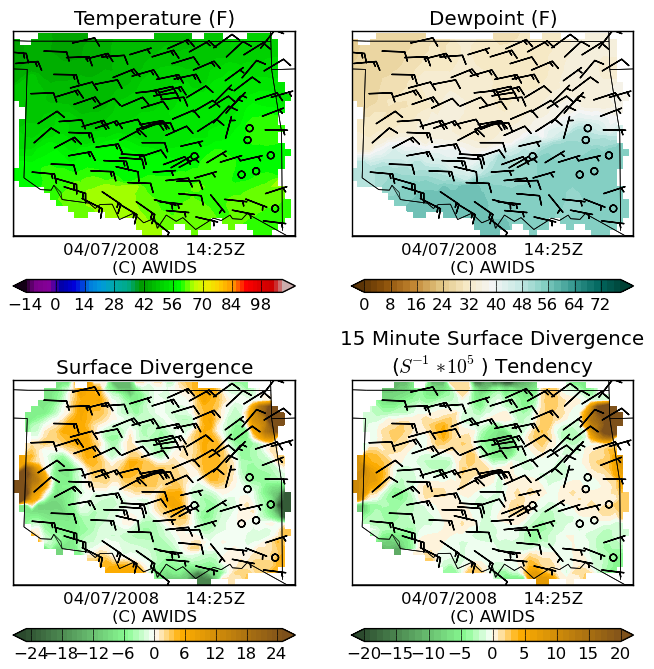 Temperature (F)
Dewpoint (F)
04/07/2008 14:25Z
(C) AWIDS
04/07/2008 14:25Z
(C) AWIDS
−14 0 14 28 42 56 70 84 98
0 8 16 24 32 40 48 56 64 72
Surface Divergence
15 Minute Surface Divergence
(S⁻¹ *10⁵ ) Tendency
04/07/2008 14:25Z
(C) AWIDS
04/07/2008 14:25Z
(C) AWIDS
−24 −18 −12 −6 0 6 12 18 24
−20 −15 −10 −5 0 5 10 15 20